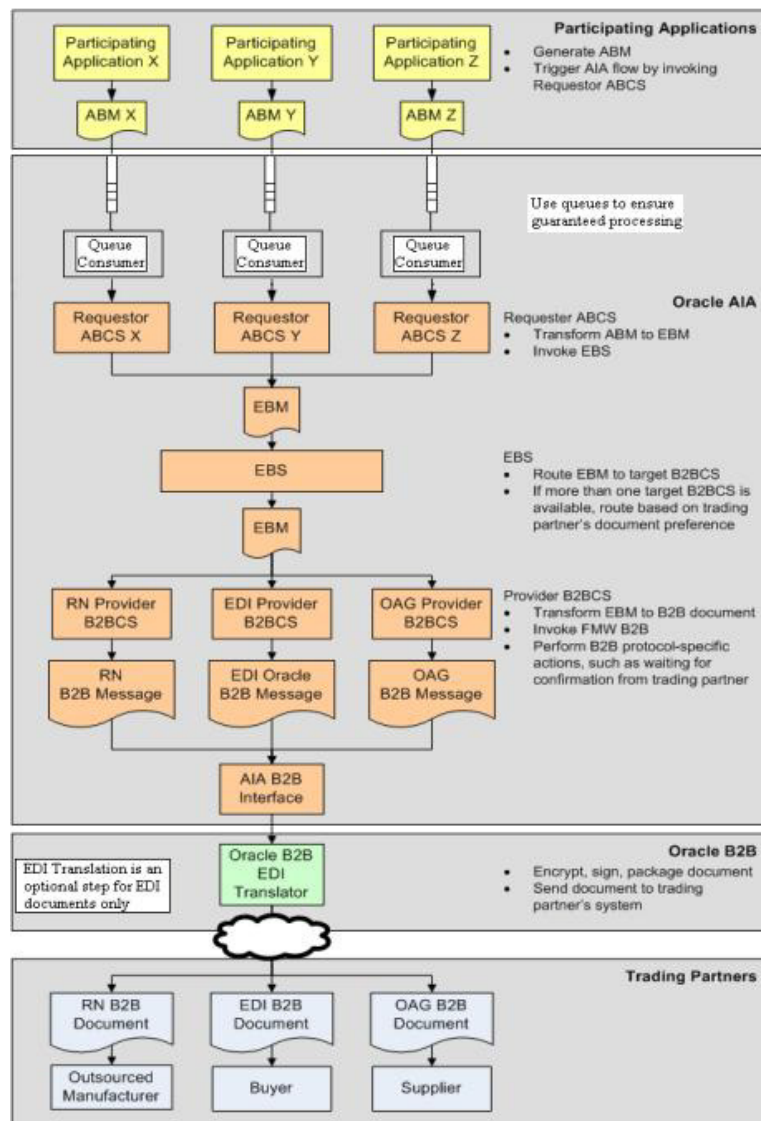 Participating Applications
Participating
Application X
Participating
Application Y
Participating
Application Z
• Generate ABM
• Trigger AIA flow by invoking
Requestor ABCS
ABM X
ABM Y
ABM Z
Use queues to ensure
guaranteed processing
Queue
Consumer
Queue
Consumer
Queue
Consumer
Oracle AIA
Requestor
ABCS X
Requestor
ABCS Y
Requestor
ABCS Z
Requester ABCS
• Transform ABM to EBM
• Invoke EBS
EBM
EBS
EBS
• Route EBM to target B2BCS
• If more than one target B2BCS is
available, route based on trading
partner's document preference
EBM
RN Provider
B2BCS
EDI Provider
B2BCS
OAG Provider
B2BCS
Provider B2BCS
• Transform EBM to B2B document
• Invoke FMW B2B
• Perform B2B protocol-specific
actions, such as waiting for
confirmation from trading partner
RN
B2B Message
EDI Oracle
B2B Message
OAG
B2B Message
AIA B2B
Interface
Oracle B2B
EDI Translation is an
optional step for EDI
documents only
Oracle B2B
EDI
Translator
• Encrypt, sign, package document
• Send document to trading
partner's system
Trading Partners
RN B2B
Document
EDI B2B
Document
OAG B2B
Document
Outsourced
Manufacturer
Buyer
Supplier